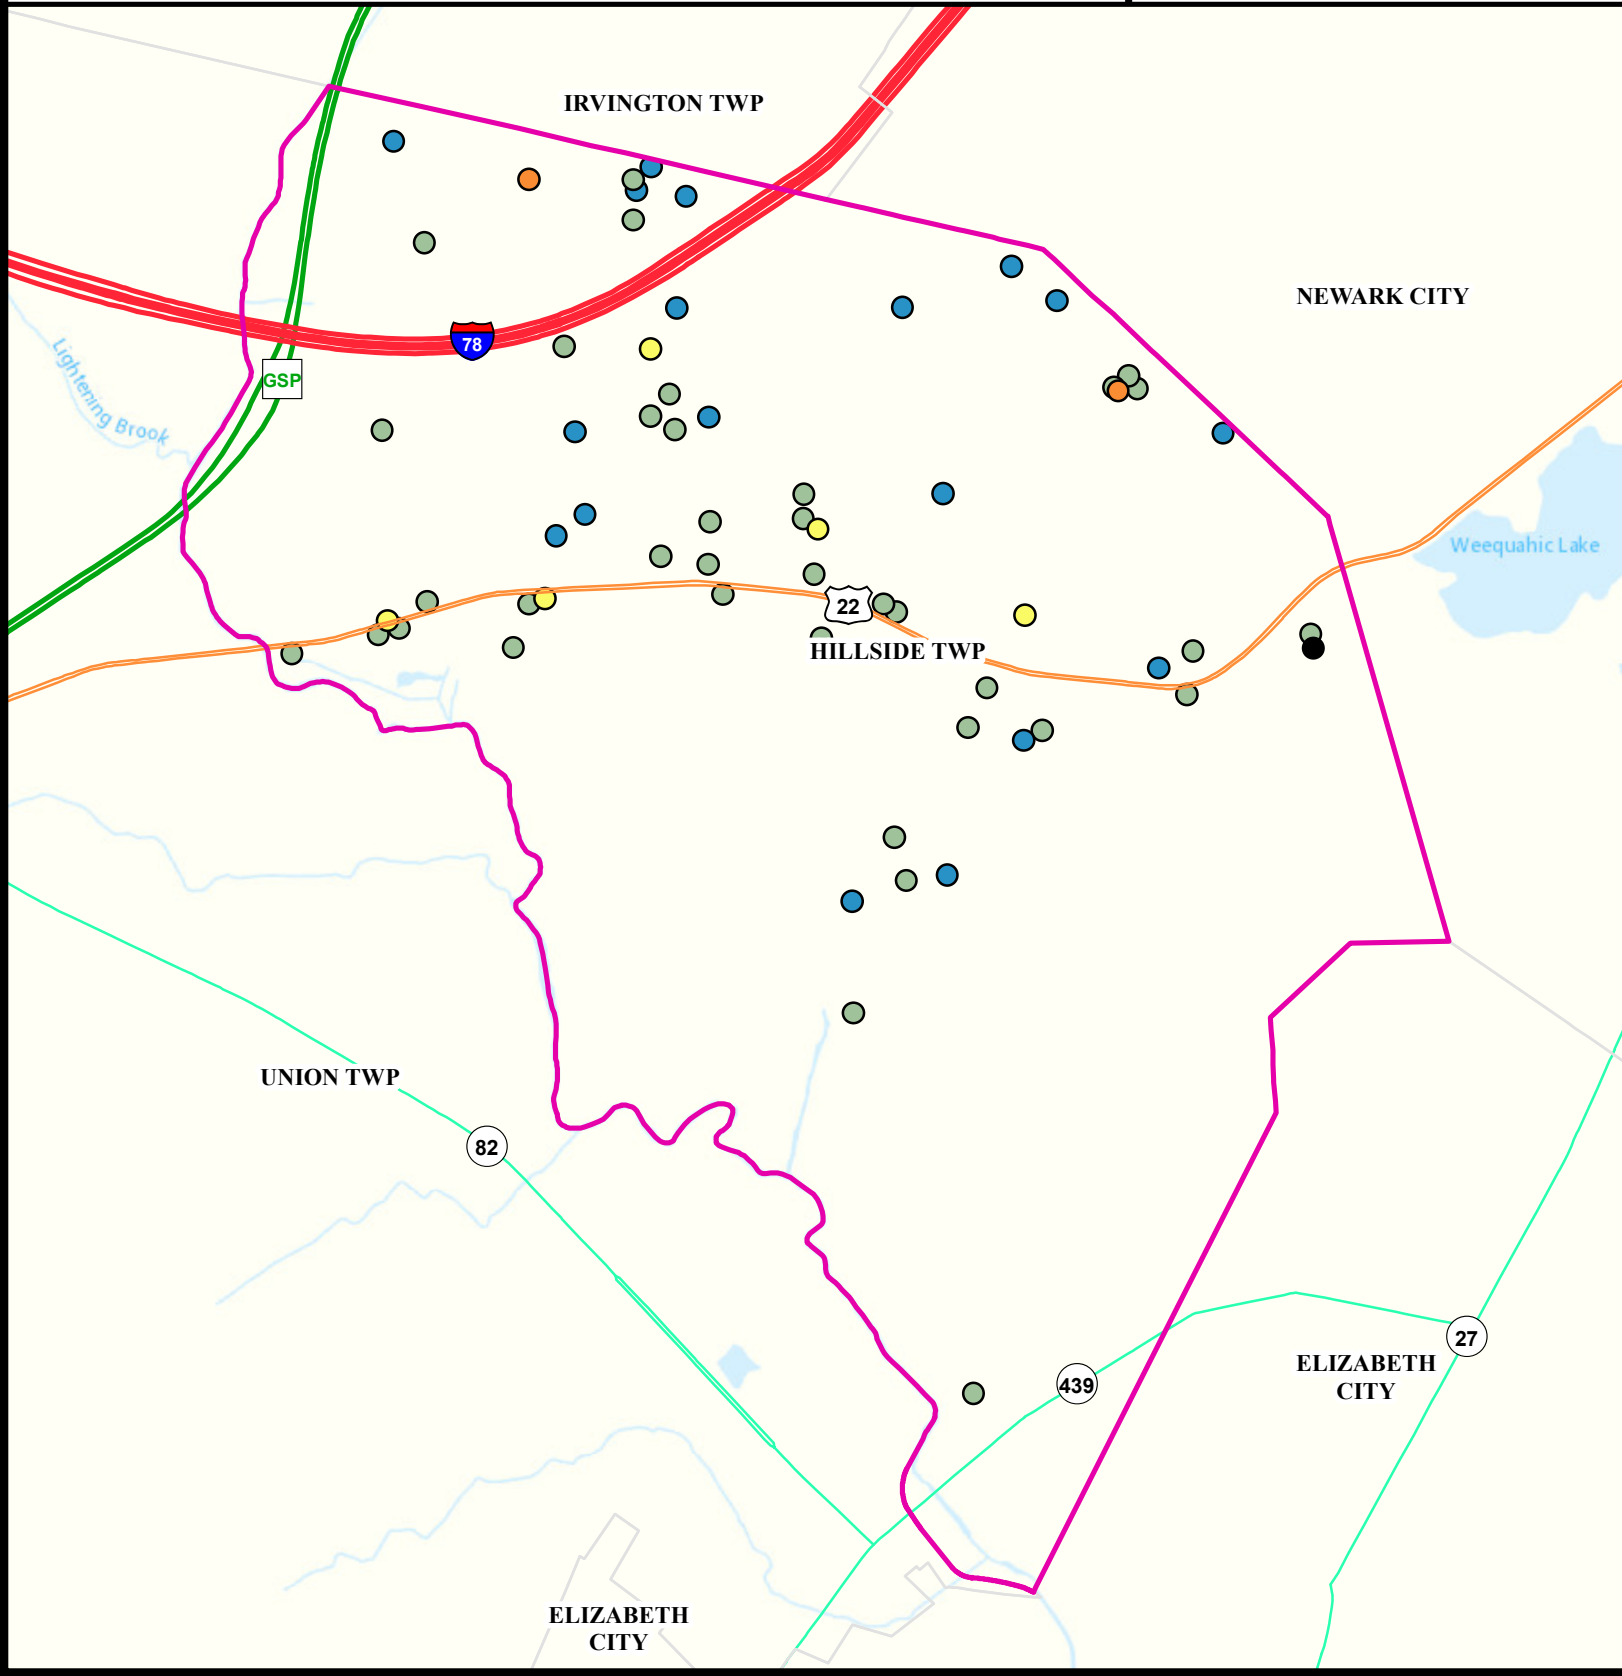 IRVINGTON TWP
NEWARK CITY
78
GSP
Lightening Brook
Weequahic Lake
22
HILLSIDE TWP
UNION TWP
82
27
ELIZABETH
CITY
439
ELIZABETH
CITY